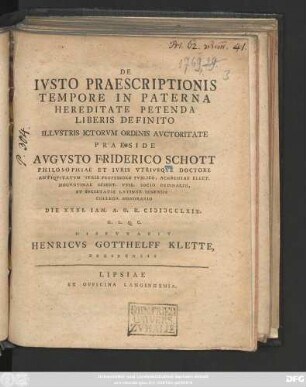 DE
IVSTO PRAESCRIPTIONIS
TEMPORE IN PATERNA
HEREDITATE PETENDA
LIBERIS DEFINITO
ILLVSTRIS ICTORVM ORDINIS AVCTORITATE
PRAESIDE
AVGVSTO FRIDERICO SCHOTT
PHILOSOPHIAE ET IVRIS VTRIVSQVE DOCTORE
DIE XXVI. IAN. A. R. S. CIƆIƆCCLXIX.
H. L. Q. C.
DISPVTABIT
HENRICVS GOTTHELFF KLETTE,
LIPSIAE
EX OFFICINA LANGENHEMIA.